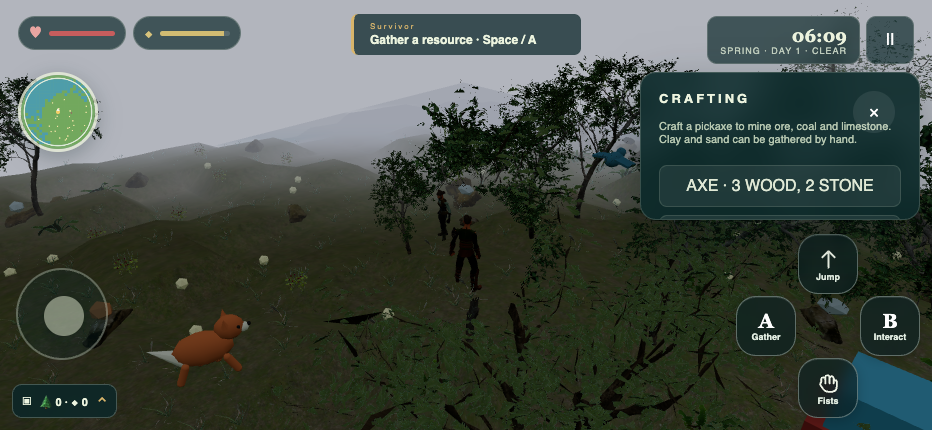 Survivor
Gather a resource · Space / A
06:09
SPRING · DAY 1 · CLEAR
CRAFTING
×
Craft a pickaxe to mine ore, coal and limestone.
Clay and sand can be gathered by hand.
AXE · 3 WOOD, 2 STONE
Jump
A
Gather
B
Interact
Fists
0 · ◆ 0